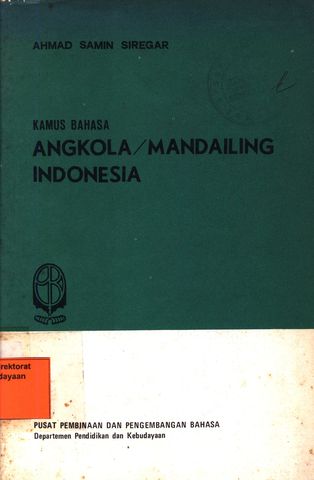 AHMAD SAMIN SIREGAR
KAMUS BAHASA
ANGKOLA/MANDAILING
INDONESIA
rektorat
dayaan
PUSAT PEMBINAAN DAN PENGEMBANGAN BAHASA
Departemen Pendidikan dan Kebudayaan